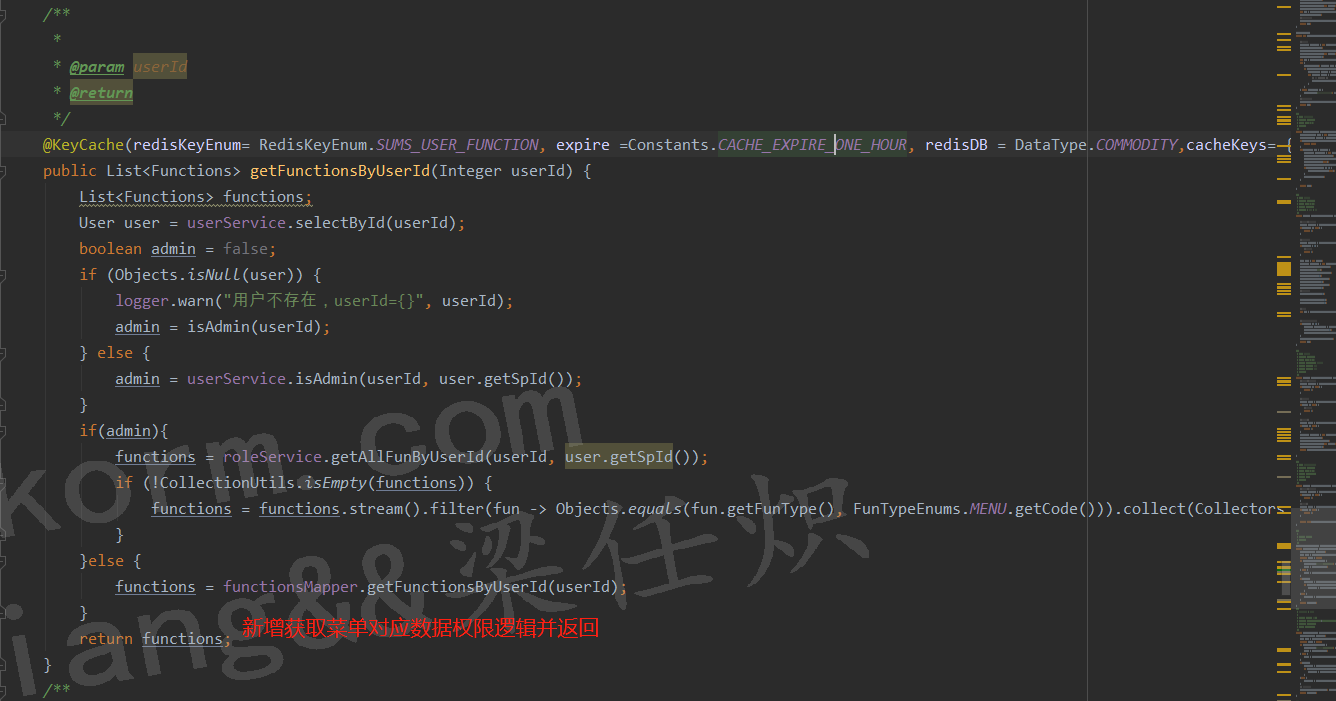 /**
 *
 * @param userId
 * @return
 */
@KeyCache(redisKeyEnum= RedisKeyEnum.SUMS_USER_FUNCTION, expire =Constants.CACHE_EXPIRE_ONE_HOUR, redisDB = DataType.COMMODITY,cacheKeys= {
public List<Functions> getFunctionsByUserId(Integer userId) {
    List<Functions> functions;
    User user = userService.selectById(userId);
    boolean admin = false;
    if (Objects.isNull(user)) {
        logger.warn("用户不存在，userId={}", userId);
        admin = isAdmin(userId);
    } else {
        admin = userService.isAdmin(userId, user.getSpId());
    }
    if(admin){
        functions = roleService.getAllFunByUserId(userId, user.getSpId());
        if (!CollectionUtils.isEmpty(functions)) {
            functions = functions.stream().filter(fun -> Objects.equals(fun.getFunType(), FunTypeEnums.MENU.getCode())).collect(Collectors
        }
    }else {
        functions = functionsMapper.getFunctionsByUserId(userId);
    }
    return functions; 新增获取菜单对应数据权限逻辑并返回
}
/**
korm.com
iang&&梁任炽